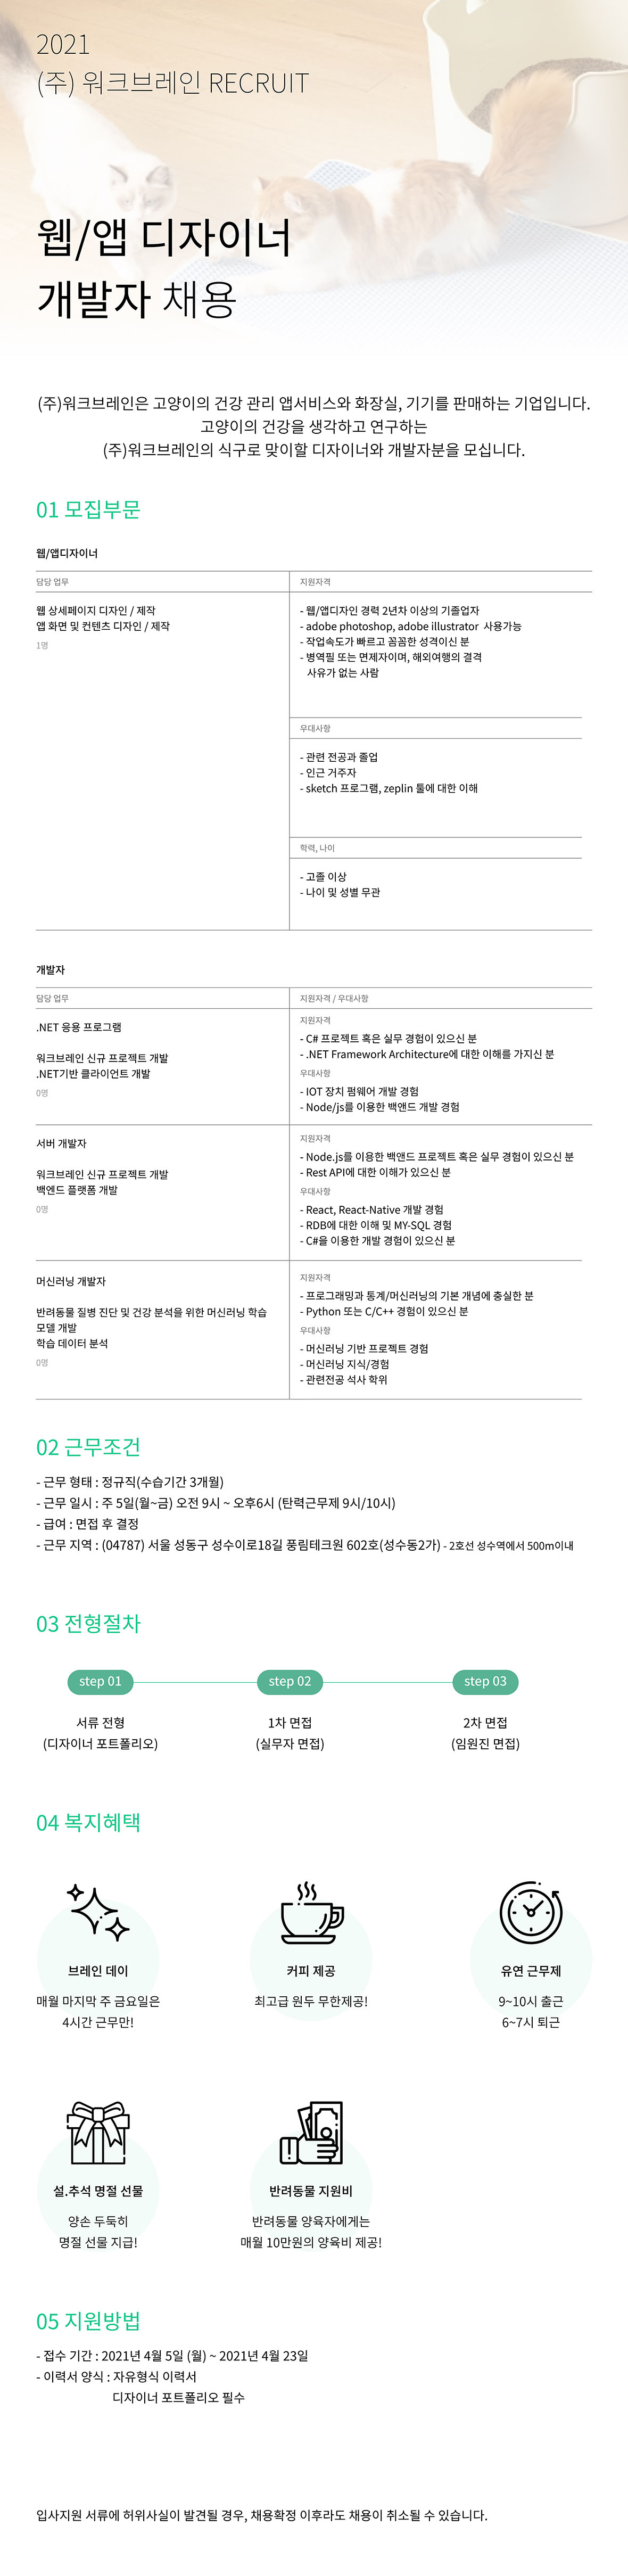 2021
(주) 워크브레인 RECRUIT
웹/앱 디자이너
개발자 채용
(주)워크브레인은 고양이의 건강 관리 앱서비스와 화장실, 기기를 판매하는 기업입니다.
고양이의 건강을 생각하고 연구하는
(주)워크브레인의 식구로 맞이할 디자이너와 개발자분을 모십니다.
01 모집부문
웹/앱디자이너
담당 업무
지원자격
웹 상세페이지 디자인 / 제작
앱 화면 및 컨텐츠 디자인 / 제작
1명
- 웹/앱디자인 경력 2년차 이상의 기졸업자
- adobe photoshop, adobe illustrator 사용가능
- 작업속도가 빠르고 꼼꼼한 성격이신 분
- 병역필 또는 면제자이며, 해외여행의 결격
사유가 없는 사람
우대사항
- 관련 전공과 졸업
- 인근 거주자
- sketch 프로그램, zeplin 툴에 대한 이해
학력, 나이
- 고졸 이상
- 나이 및 성별 무관
개발자
담당 업무
지원자격 / 우대사항
.NET 응용 프로그램
워크브레인 신규 프로젝트 개발
.NET기반 클라이언트 개발
0명
지원자격
- C# 프로젝트 혹은 실무 경험이 있으신 분
- .NET Framework Architecture에 대한 이해를 가지신 분
우대사항
- IOT 장치 펌웨어 개발 경험
- Node/js를 이용한 백앤드 개발 경험
서버 개발자
워크브레인 신규 프로젝트 개발
백엔드 플랫폼 개발
0명
지원자격
- Node.js를 이용한 백앤드 프로젝트 혹은 실무 경험이 있으신 분
- Rest API에 대한 이해가 있으신 분
우대사항
- React, React-Native 개발 경험
- RDB에 대한 이해 및 MY-SQL 경험
- C#을 이용한 개발 경험이 있으신 분
머신러닝 개발자
반려동물 질병 진단 및 건강 분석을 위한 머신러닝 학습
모델 개발
학습 데이터 분석
0명
지원자격
- 프로그래밍과 통계/머신러닝의 기본 개념에 충실한 분
- Python 또는 C/C++ 경험이 있으신 분
우대사항
- 머신러닝 기반 프로젝트 경험
- 머신러닝 지식/경험
- 관련전공 석사 학위
02 근무조건
- 근무 형태 : 정규직(수습기간 3개월)
- 근무 일시 : 주 5일(월~금) 오전 9시 ~ 오후6시 (탄력근무제 9시/10시)
- 급여 : 면접 후 결정
- 근무 지역 : (04787) 서울 성동구 성수이로18길 풍림테크원 602호(성수동2가) - 2호선 성수역에서 500m이내
03 전형절차
step 01
step 02
step 03
서류 전형
1차 면접
2차 면접
(디자이너 포트폴리오)
(실무자 면접)
(임원진 면접)
04 복지혜택
브레인 데이
커피 제공
유연 근무제
매월 마지막 주 금요일은
4시간 근무만!
최고급 원두 무한제공!
9~10시 출근
6~7시 퇴근
설.추석 명절 선물
반려동물 지원비
양손 두둑히
명절 선물 지급!
반려동물 양육자에게는
매월 10만원의 양육비 제공!
05 지원방법
- 접수 기간 : 2021년 4월 5일 (월) ~ 2021년 4월 23일
- 이력서 양식 : 자유형식 이력서
디자이너 포트폴리오 필수
입사지원 서류에 허위사실이 발견될 경우, 채용확정 이후라도 채용이 취소될 수 있습니다.